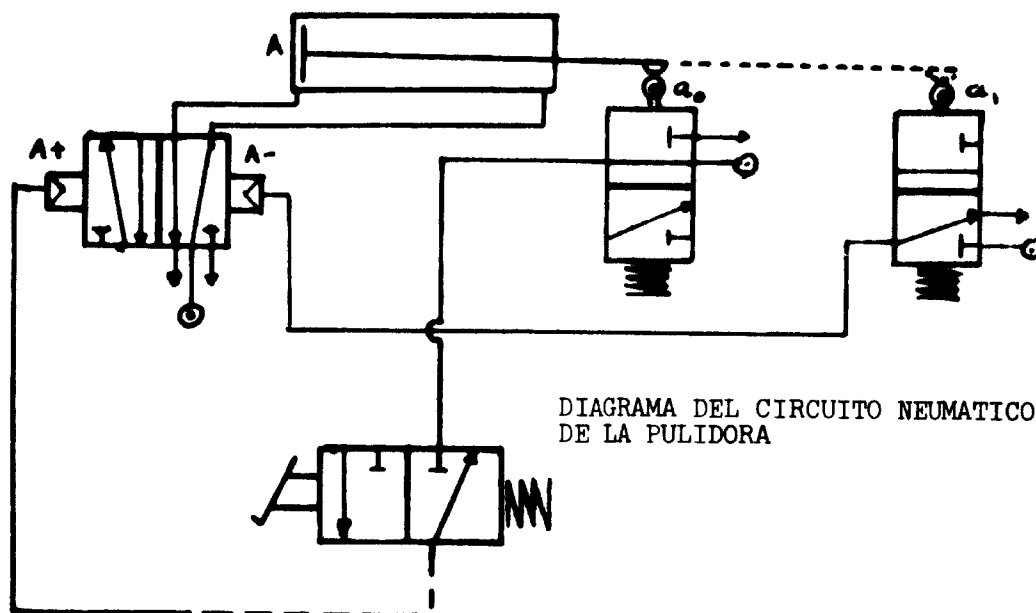 A
a₀
a₁
A+
A-
DIAGRAMA DEL CIRCUITO NEUMATICO
DE LA PULIDORA